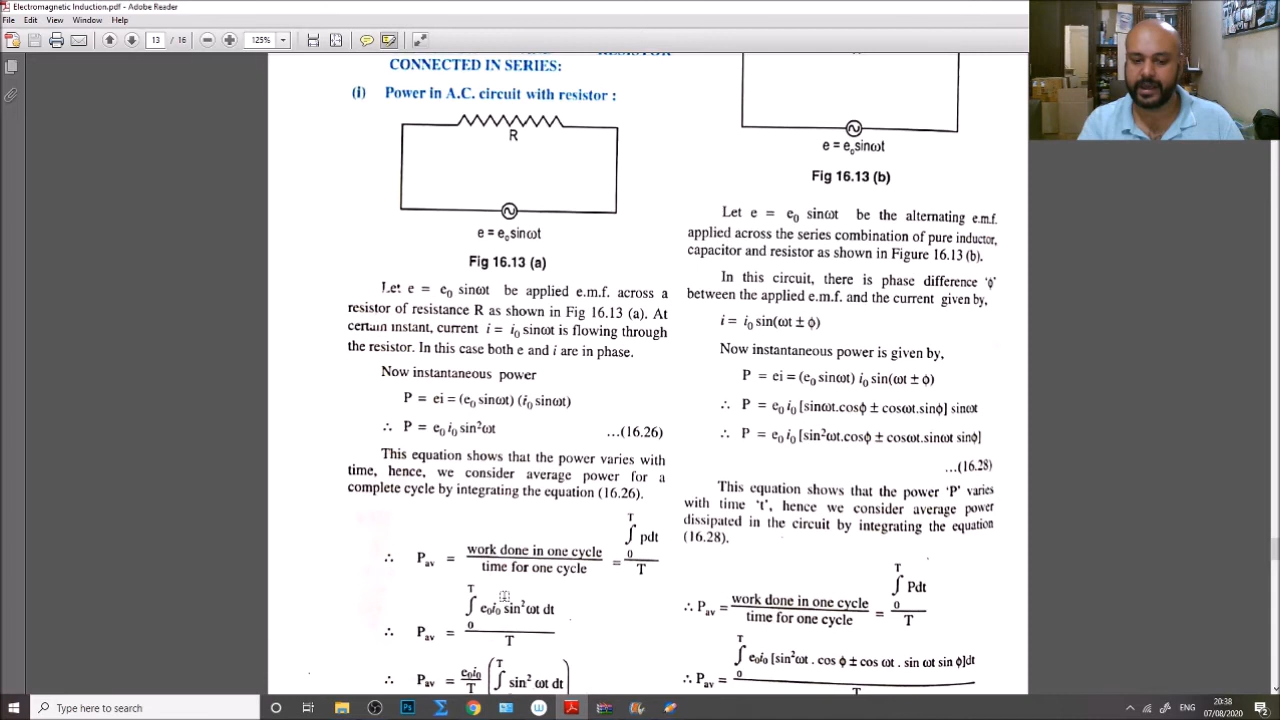 Electromagnetic Induction.pdf - Adobe Reader
File Edit View Window Help
13 / 16 125%
CONNECTED IN SERIES:
(i) Power in A.C. circuit with resistor :
R
e = e₀sinωt
Fig 16.13 (a)
Let e = e₀ sinωt be applied e.m.f. across a
resistor of resistance R as shown in Fig 16.13 (a). At
certain instant, current i = i₀ sinωt is flowing through
the resistor. In this case both e and i are in phase.
Now instantaneous power
P = ei = (e₀ sinωt) (i₀ sinωt)
∴ P = e₀ i₀ sin²ωt ...(16.26)
This equation shows that the power varies with
time, hence, we consider average power for a
complete cycle by integrating the equation (16.26).
∴ Pav = work done in one cycle / time for one cycle = ∫₀ᵀ pdt / T
∴ Pav = ∫₀ᵀ e₀i₀ sin²ωt dt / T
∴ Pav = e₀i₀ / T (∫ᵀ sin² ωt dt)
e = e₀sinωt
Fig 16.13 (b)
Let e = e₀ sinωt be the alternating e.m.f.
applied across the series combination of pure inductor,
capacitor and resistor as shown in Figure 16.13 (b).
In this circuit, there is phase difference 'ϕ'
between the applied e.m.f. and the current given by,
i = i₀ sin(ωt ± ϕ)
Now instantaneous power is given by,
P = ei = (e₀ sinωt) i₀ sin(ωt ± ϕ)
∴ P = e₀ i₀ [sinωt.cosϕ ± cosωt.sinϕ] sinωt
∴ P = e₀ i₀ [sin²ωt.cosϕ ± cosωt.sinωt sinϕ]
...(16.28)
This equation shows that the power 'P' varies
with time 't', hence we consider average power
dissipated in the circuit by integrating the equation
(16.28).
∴ Pav = work done in one cycle / time for one cycle = ∫₀ᵀ Pdt / T
∴ Pav = ∫₀ᵀ e₀i₀ [sin²ωt . cos ϕ ± cos ωt . sin ωt sin ϕ]dt / T
Type here to search
ENG
20:38
07/08/2020